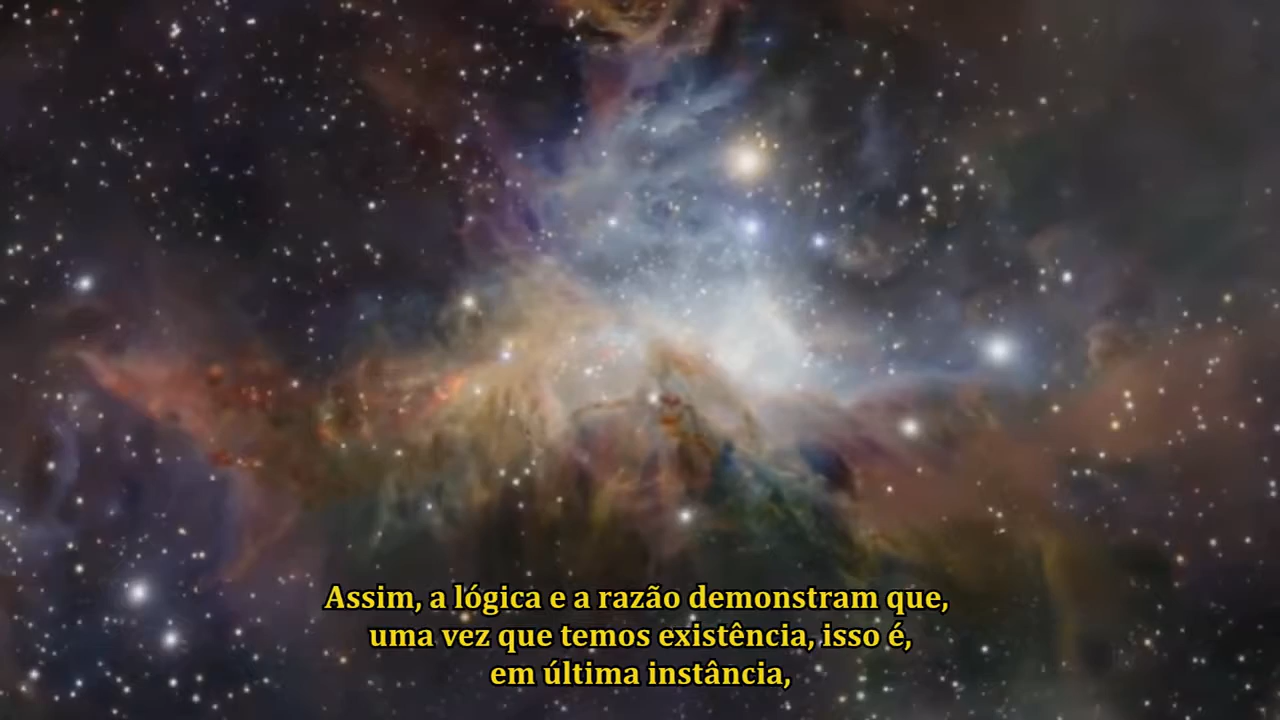 Assim, a lógica e a razão demonstram que,
uma vez que temos existência, isso é,
em última instância,